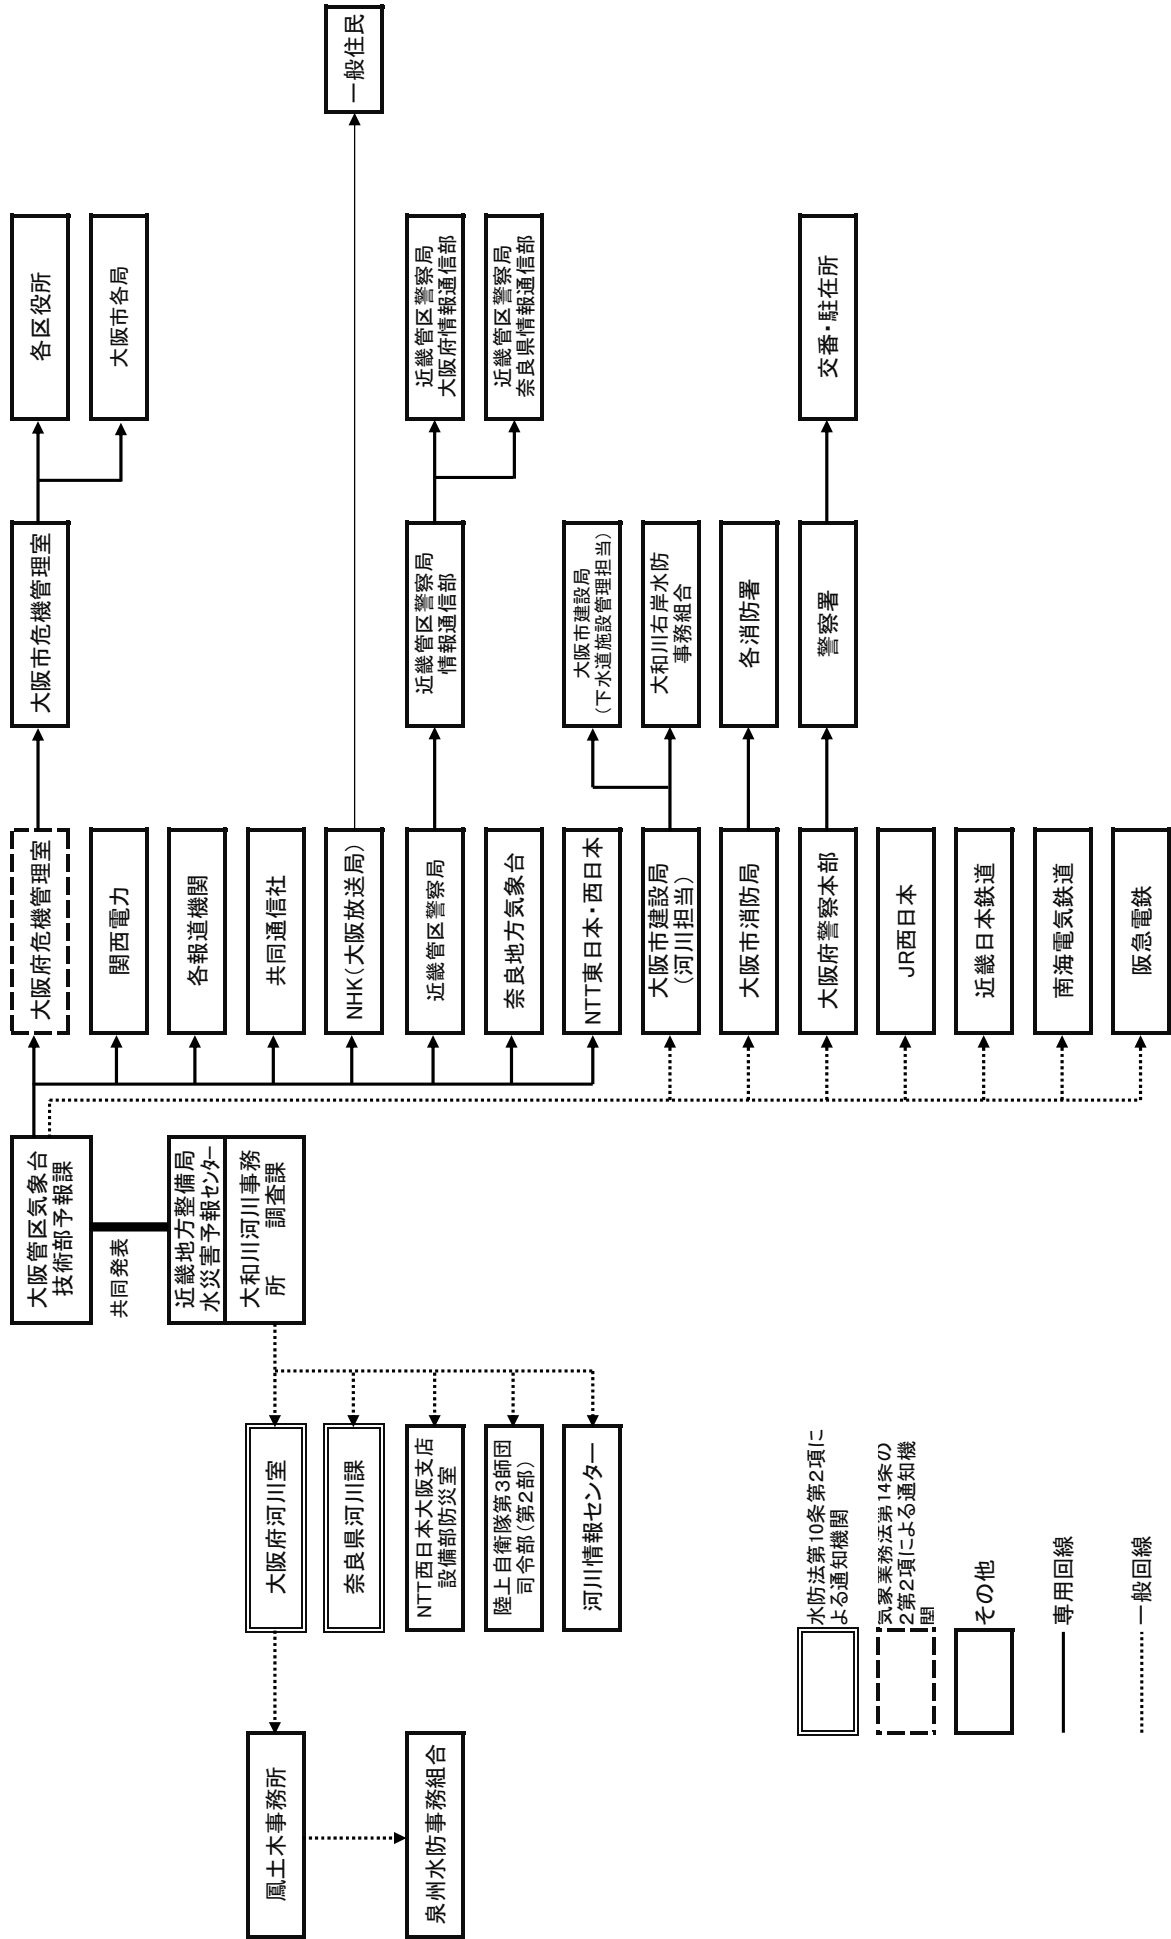 鳳土木事務所
泉州水防事務組合
大阪府河川室
奈良県河川課
NTT西日本大阪支店
設備部防災室
陸上自衛隊第3師団
司令部(第2部)
河川情報センター
大阪管区気象台
技術部予報課
共同発表
近畿地方整備局
水災害予報センター
大和川河川事務
所 調査課
大阪府危機管理室
関西電力
各報道機関
共同通信社
NHK(大阪放送局)
近畿管区警察局
奈良地方気象台
NTT東日本・西日本
大阪市建設局
(河川担当)
大阪市消防局
大阪府警察本部
JR西日本
近畿日本鉄道
南海電気鉄道
阪急電鉄
大阪市危機管理室
近畿管区警察局
情報通信部
大阪市建設局
(下水道施設管理担当)
大和川右岸水防
事務組合
各消防署
警察署
各区役所
大阪市各局
近畿管区警察局
大阪府情報通信部
近畿管区警察局
奈良県情報通信部
交番・駐在所
一般住民
水防法第10条第2項に
よる通知機関
気象業務法第14条の
2第2項による通知機
関
その他
専用回線
一般回線